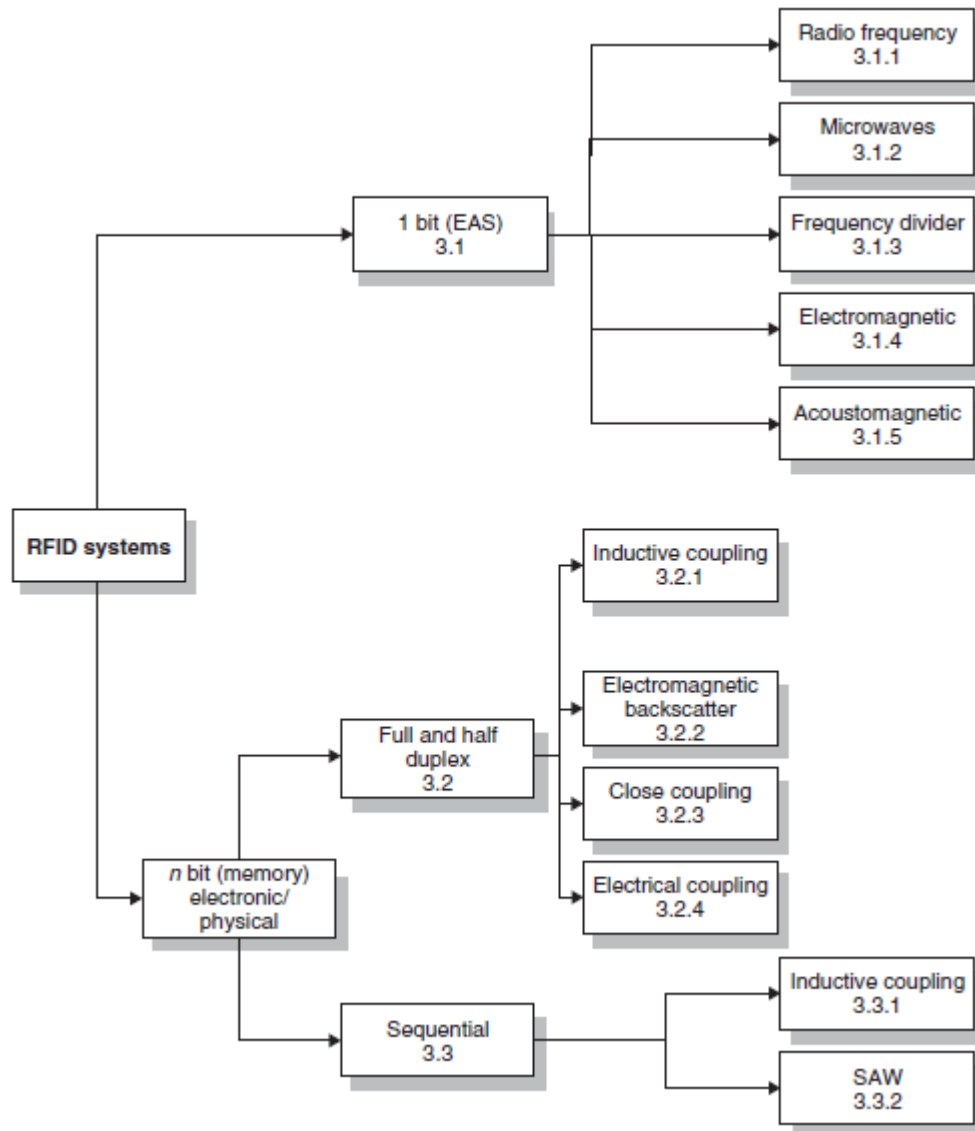 Radio frequency
3.1.1
Microwaves
3.1.2
1 bit (EAS)
3.1
Frequency divider
3.1.3
Electromagnetic
3.1.4
Acoustomagnetic
3.1.5
RFID systems
Inductive coupling
3.2.1
Electromagnetic
backscatter
3.2.2
Full and half
duplex
3.2
Close coupling
3.2.3
n bit (memory)
electronic/
physical
Electrical coupling
3.2.4
Inductive coupling
3.3.1
Sequential
3.3
SAW
3.3.2